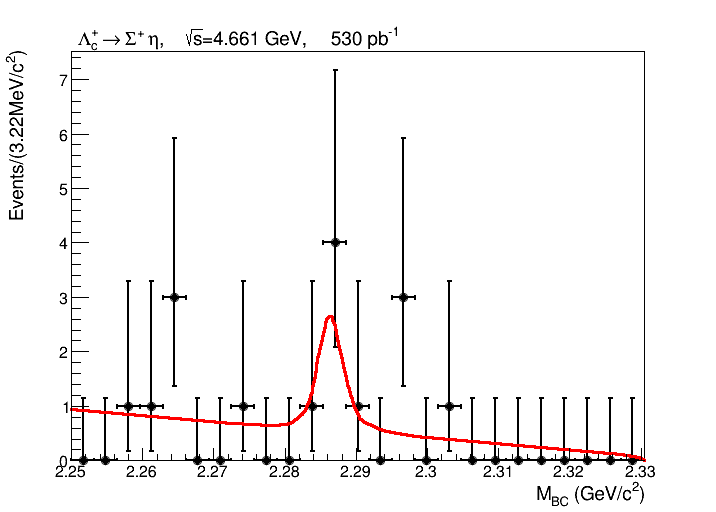 Λc+ → Σ+ η, √s=4.661 GeV, 530 pb-1
Events/(3.22MeV/c2)
7
6
5
4
3
2
1
0
2.25 2.26 2.27 2.28 2.29 2.3 2.31 2.32 2.33
MBC (GeV/c2)